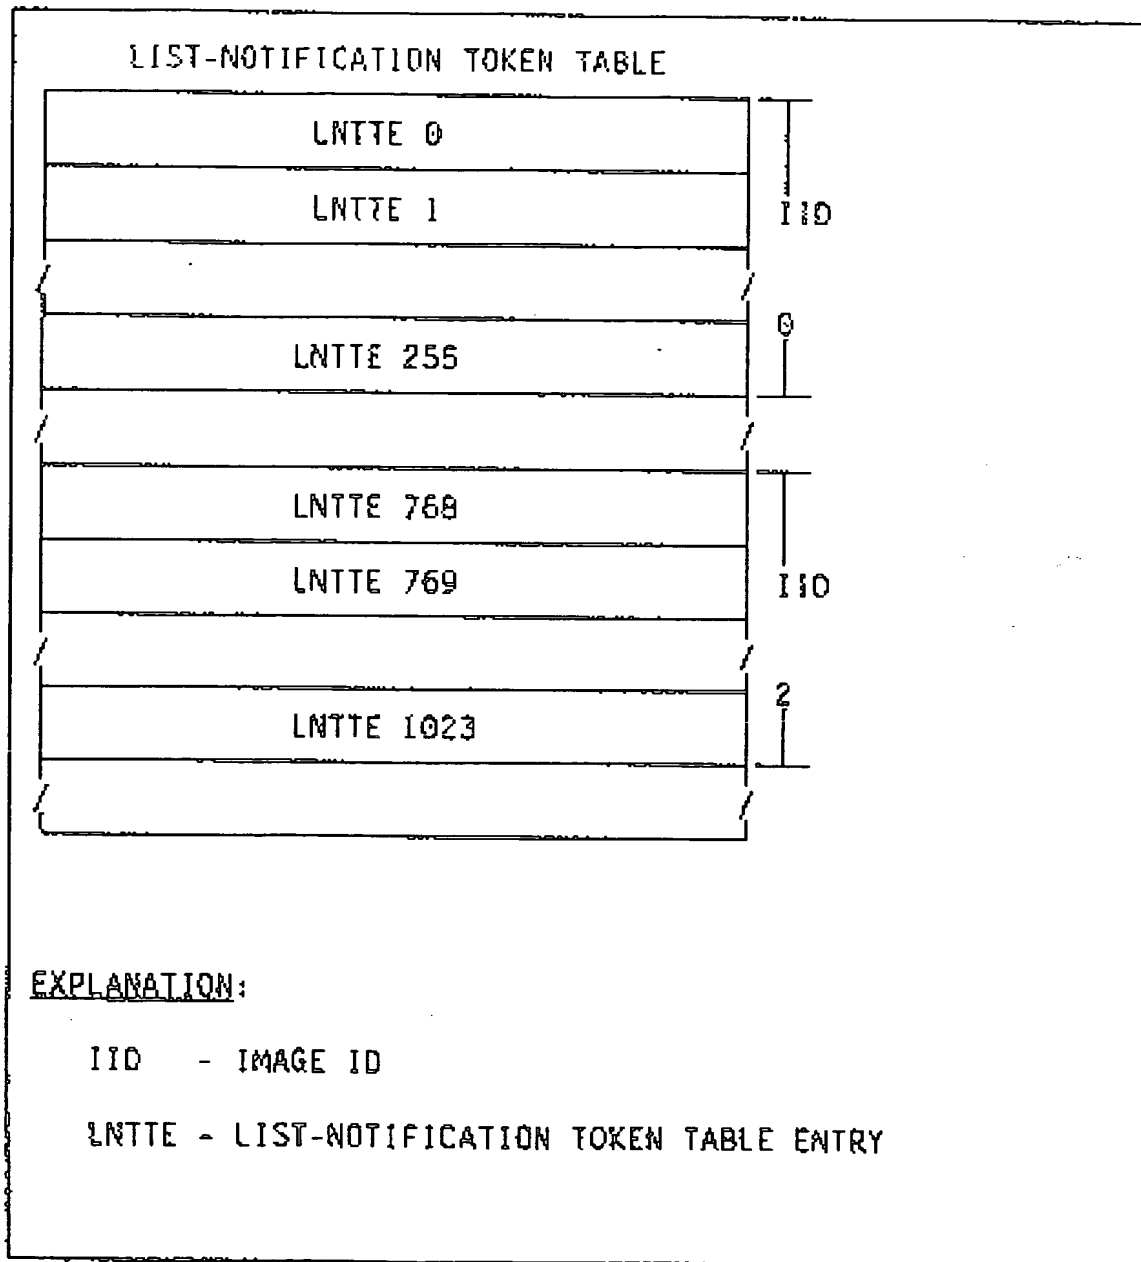 LIST-NOTIFICATION TOKEN TABLE
LNTTE 0
LNTTE 1
IID
0
LNTTE 255
LNTTE 768
LNTTE 769
IID
2
LNTTE 1023
EXPLANATION:
IID - IMAGE ID
LNTTE - LIST-NOTIFICATION TOKEN TABLE ENTRY